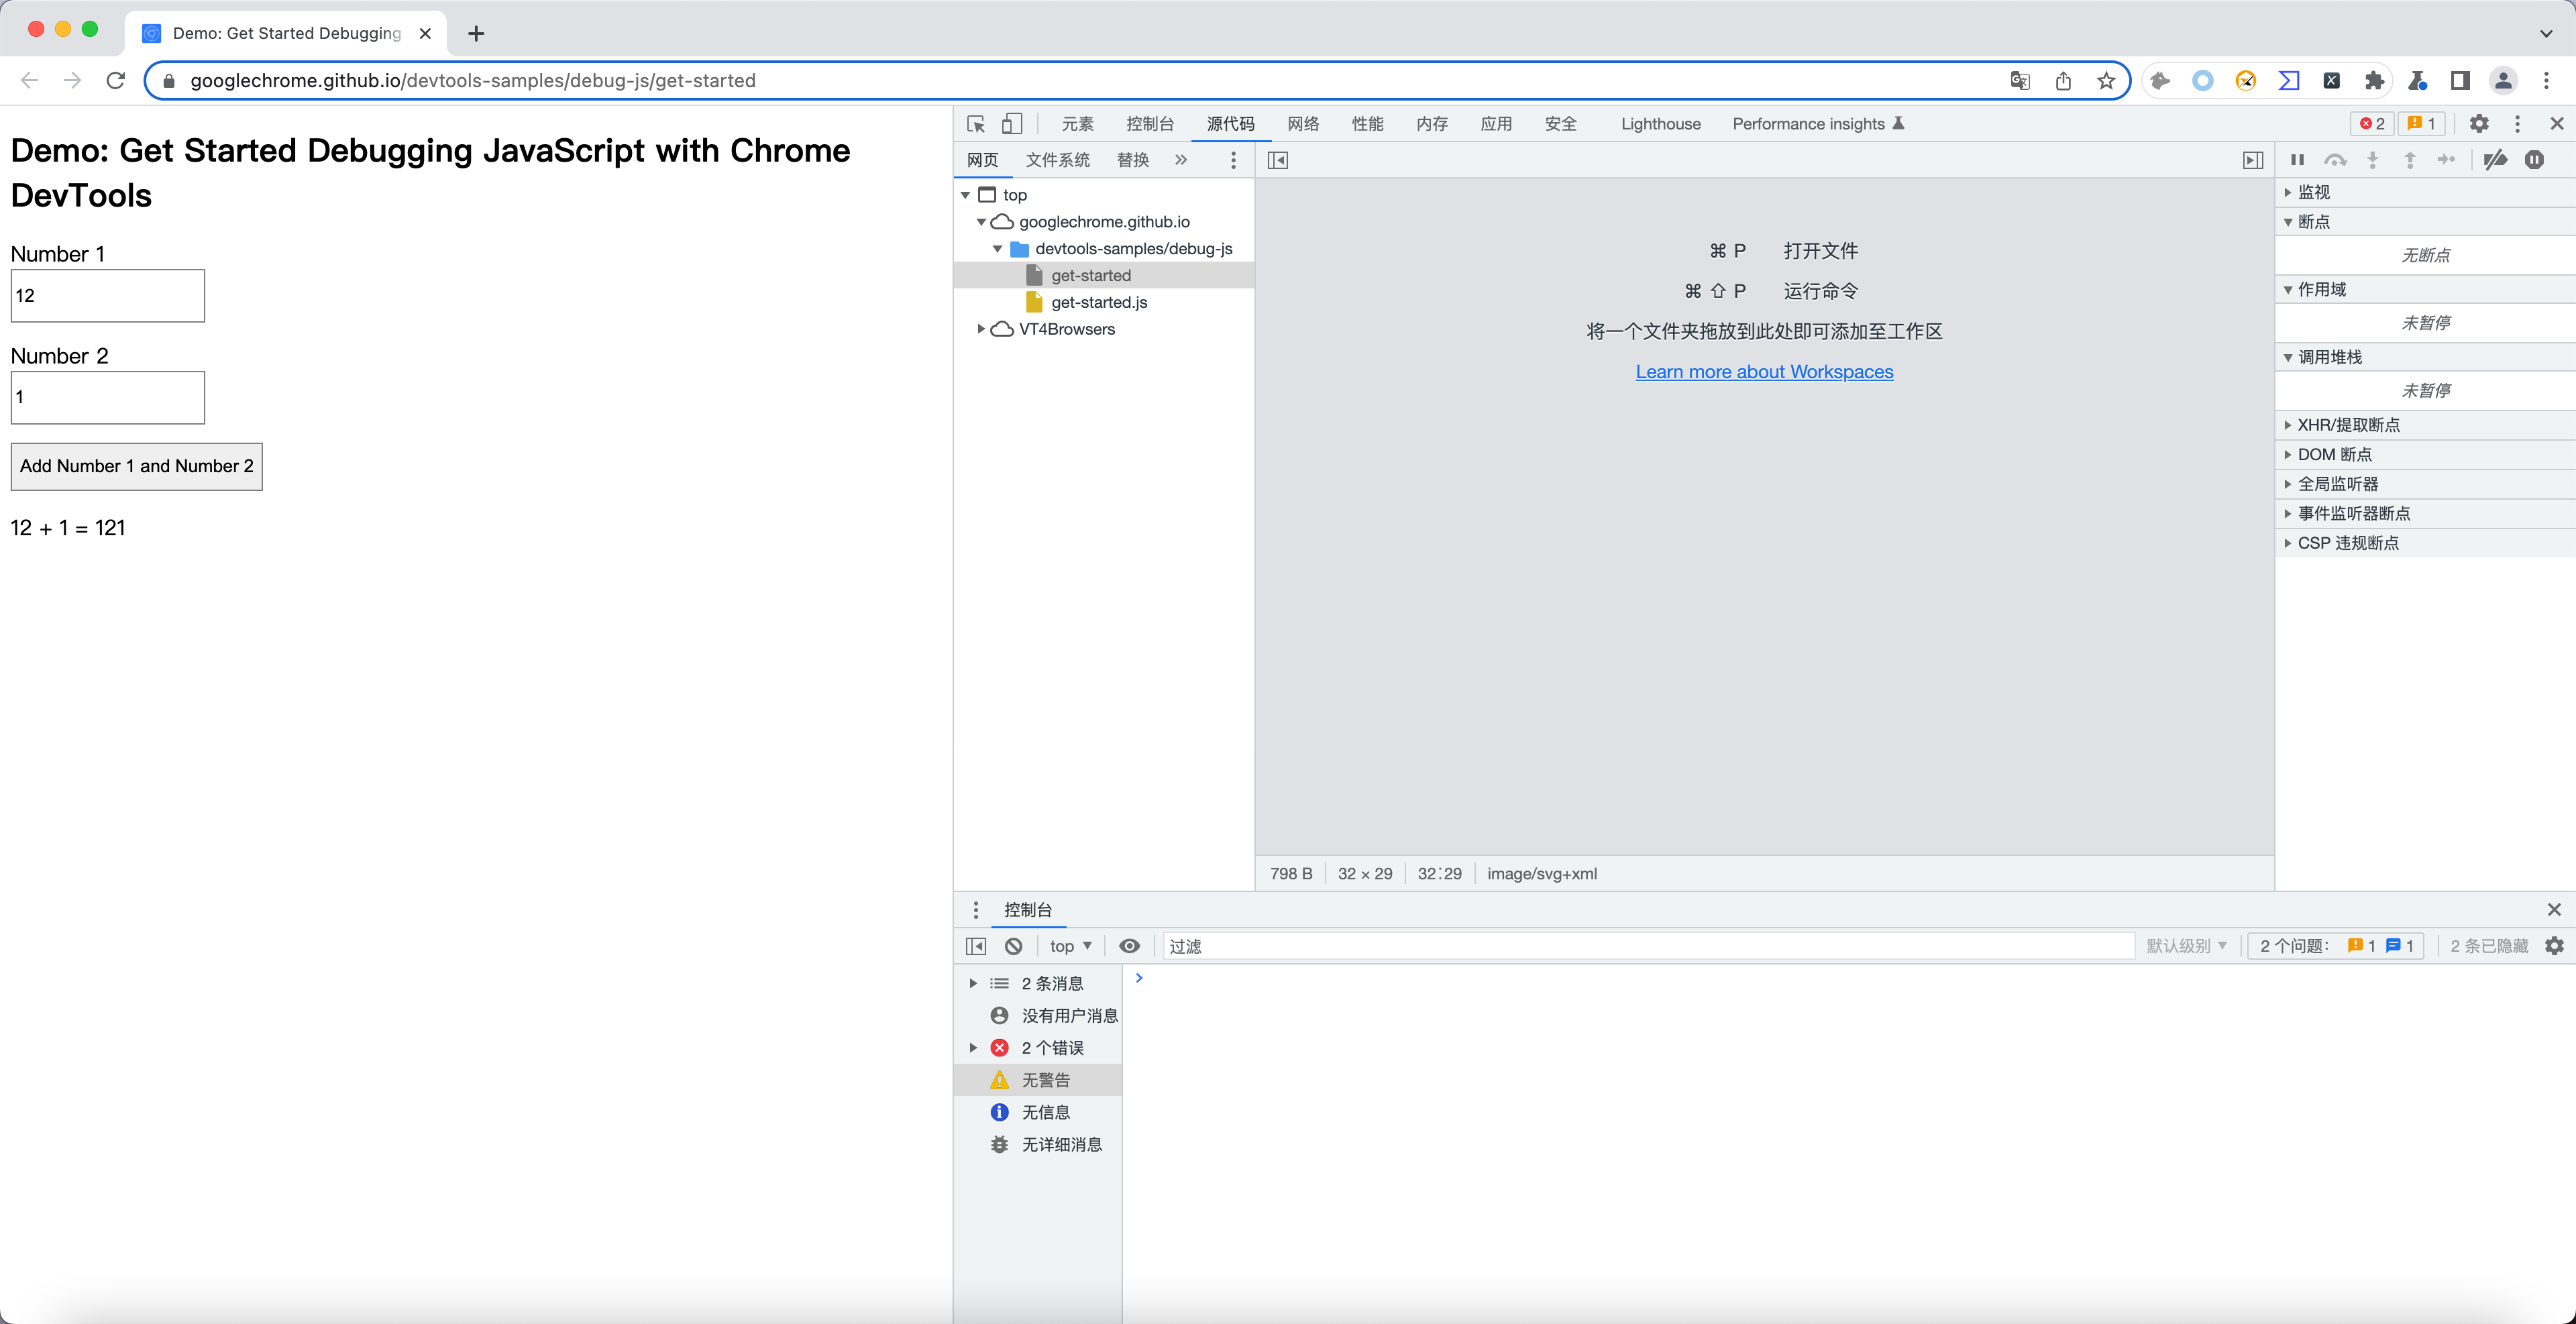 Demo: Get Started Debugging
googlechrome.github.io/devtools-samples/debug-js/get-started
Demo: Get Started Debugging JavaScript with Chrome
DevTools
Number 1
12
Number 2
1
Add Number 1 and Number 2
12 + 1 = 121
元素 控制台 源代码 网络 性能 内存 应用 安全 Lighthouse Performance insights 2 1
网页 文件系统 替换
top
googlechrome.github.io
devtools-samples/debug-js
get-started
get-started.js
VT4Browsers
⌘ P 打开文件
⌘ ⇧ P 运行命令
将一个文件夹拖放到此处即可添加至工作区
Learn more about Workspaces
798 B 32 × 29 32:29 image/svg+xml
监视
断点
无断点
作用域
未暂停
调用堆栈
未暂停
XHR/提取断点
DOM 断点
全局监听器
事件监听器断点
CSP 违规断点
控制台
top 过滤 默认级别 2 个问题: 1 1 2 条已隐藏
2 条消息
没有用户消息
2 个错误
无警告
无信息
无详细消息